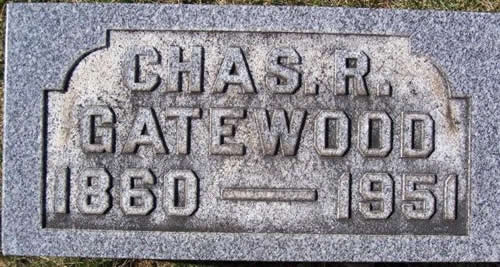 CHAS. R.
GATEWOOD
1860 — 1951